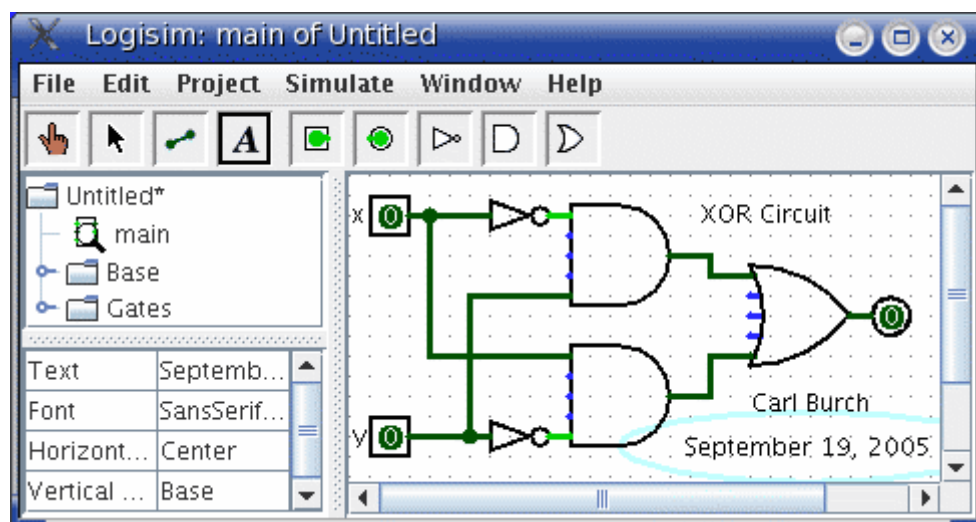 Logisim: main of Untitled
File Edit Project Simulate Window Help
A
Untitled*
main
Base
Gates
Text Septemb...
Font SansSerif...
Horizont... Center
Vertical ... Base
x 0
XOR Circuit
0
Carl Burch
y 0
September 19, 2005